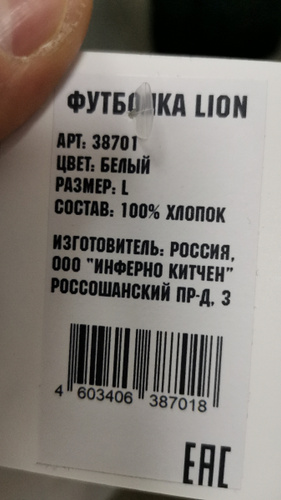 ФУТБОЛКА LION
АРТ: 38701
ЦВЕТ: БЕЛЫЙ
РАЗМЕР: L
СОСТАВ: 100% ХЛОПОК
ИЗГОТОВИТЕЛЬ: РОССИЯ,
ООО "ИНФЕРНО КИТЧЕН"
РОССОШАНСКИЙ ПР-Д, 3
4 603406 387018
EAC